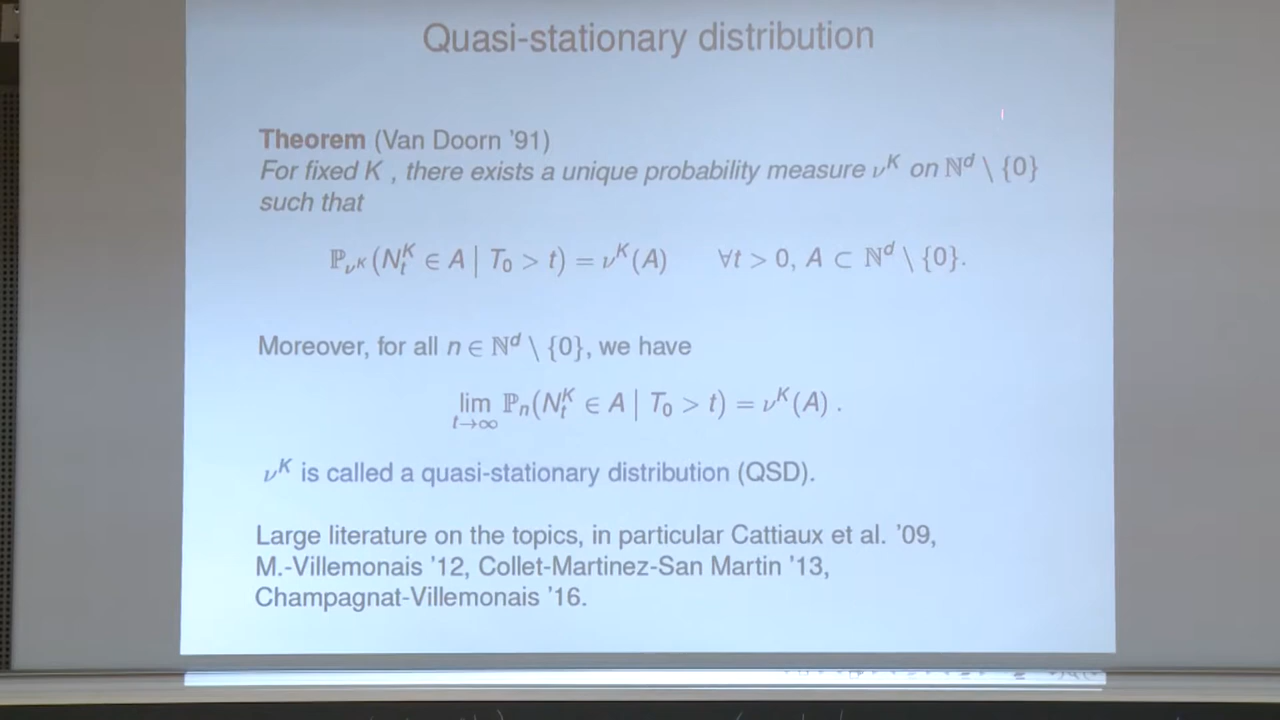 Quasi-stationary distribution
Theorem (Van Doorn '91)
For fixed K , there exists a unique probability measure ν^K on ℕ^d \ {0}
such that
ℙ_{ν^K}(N_t^K ∈ A | T_0 > t) = ν^K(A)   ∀t > 0, A ⊂ ℕ^d \ {0}.
Moreover, for all n ∈ ℕ^d \ {0}, we have
lim_{t→∞} ℙ_n(N_t^K ∈ A | T_0 > t) = ν^K(A) .
ν^K is called a quasi-stationary distribution (QSD).
Large literature on the topics, in particular Cattiaux et al. '09,
M.-Villemonais '12, Collet-Martinez-San Martin '13,
Champagnat-Villemonais '16.